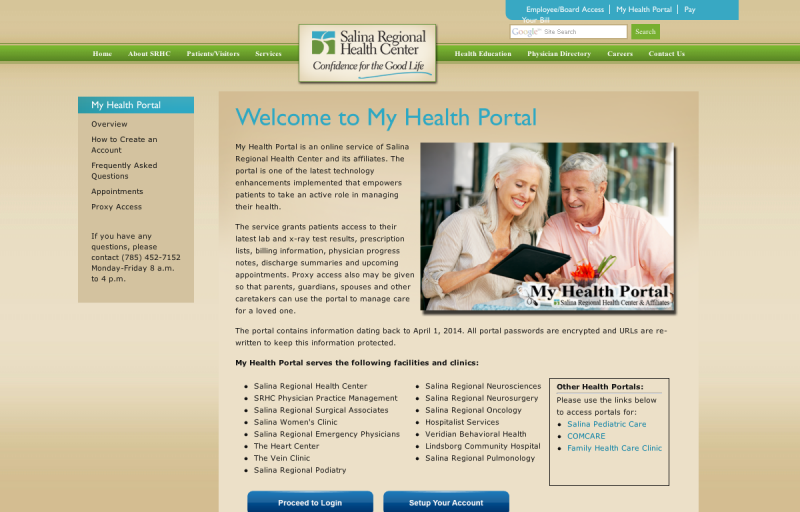 Employee/Board Access | My Health Portal | Pay Your Bill
Google™ Site Search
Search
Home
About SRHC
Patients/Visitors
Services
Salina Regional
Health Center
Confidence for the Good Life
Health Education
Physician Directory
Careers
Contact Us
My Health Portal
Overview
How to Create an
Account
Frequently Asked
Questions
Appointments
Proxy Access
If you have any
questions, please
contact (785) 452-7152
Monday-Friday 8 a.m.
to 4 p.m.
Welcome to My Health Portal
My Health Portal is an online service of Salina
Regional Health Center and its affiliates. The
portal is one of the latest technology
enhancements implemented that empowers
patients to take an active role in managing
their health.
The service grants patients access to their
latest lab and x-ray test results, prescription
lists, billing information, physician progress
notes, discharge summaries and upcoming
appointments. Proxy access also may be given
so that parents, guardians, spouses and other
caretakers can use the portal to manage care
for a loved one.
My Health Portal
Salina Regional Health Center & Affiliates
The portal contains information dating back to April 1, 2014. All portal passwords are encrypted and URLs are re-
written to keep this information protected.
My Health Portal serves the following facilities and clinics:
Salina Regional Health Center
SRHC Physician Practice Management
Salina Regional Surgical Associates
Salina Women's Clinic
Salina Regional Emergency Physicians
The Heart Center
The Vein Clinic
Salina Regional Podiatry
Salina Regional Neurosciences
Salina Regional Neurosurgery
Salina Regional Oncology
Hospitalist Services
Veridian Behavioral Health
Lindsborg Community Hospital
Salina Regional Pulmonology
Other Health Portals:
Please use the links below
to access portals for:
Salina Pediatric Care
COMCARE
Family Health Care Clinic
Proceed to Login
Setup Your Account